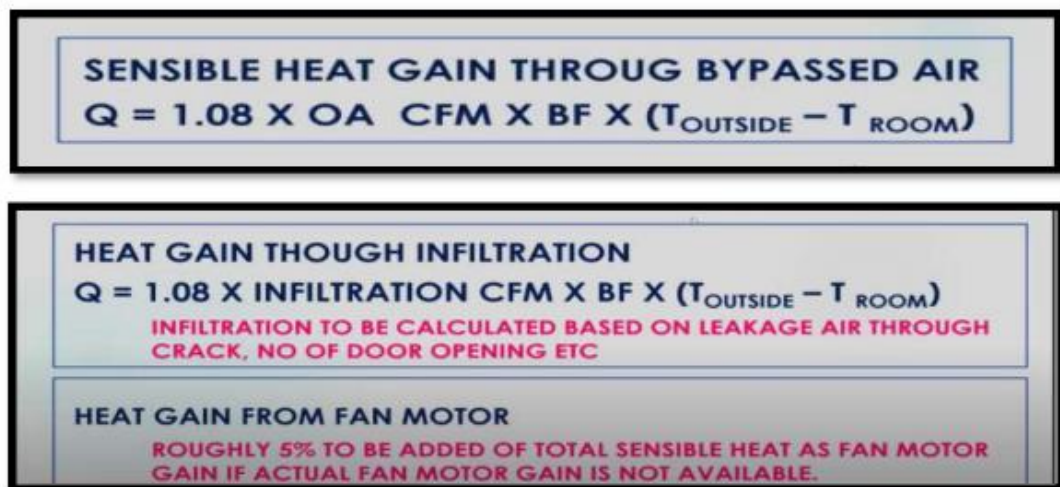 SENSIBLE HEAT GAIN THROUG BYPASSED AIR
Q = 1.08 X OA CFM X BF X (TOUTSIDE – T ROOM)
HEAT GAIN THOUGH INFILTRATION
Q = 1.08 X INFILTRATION CFM X BF X (TOUTSIDE – T ROOM)
INFILTRATION TO BE CALCULATED BASED ON LEAKAGE AIR THROUGH
CRACK, NO OF DOOR OPENING ETC
HEAT GAIN FROM FAN MOTOR
ROUGHLY 5% TO BE ADDED OF TOTAL SENSIBLE HEAT AS FAN MOTOR
GAIN IF ACTUAL FAN MOTOR GAIN IS NOT AVAILABLE.